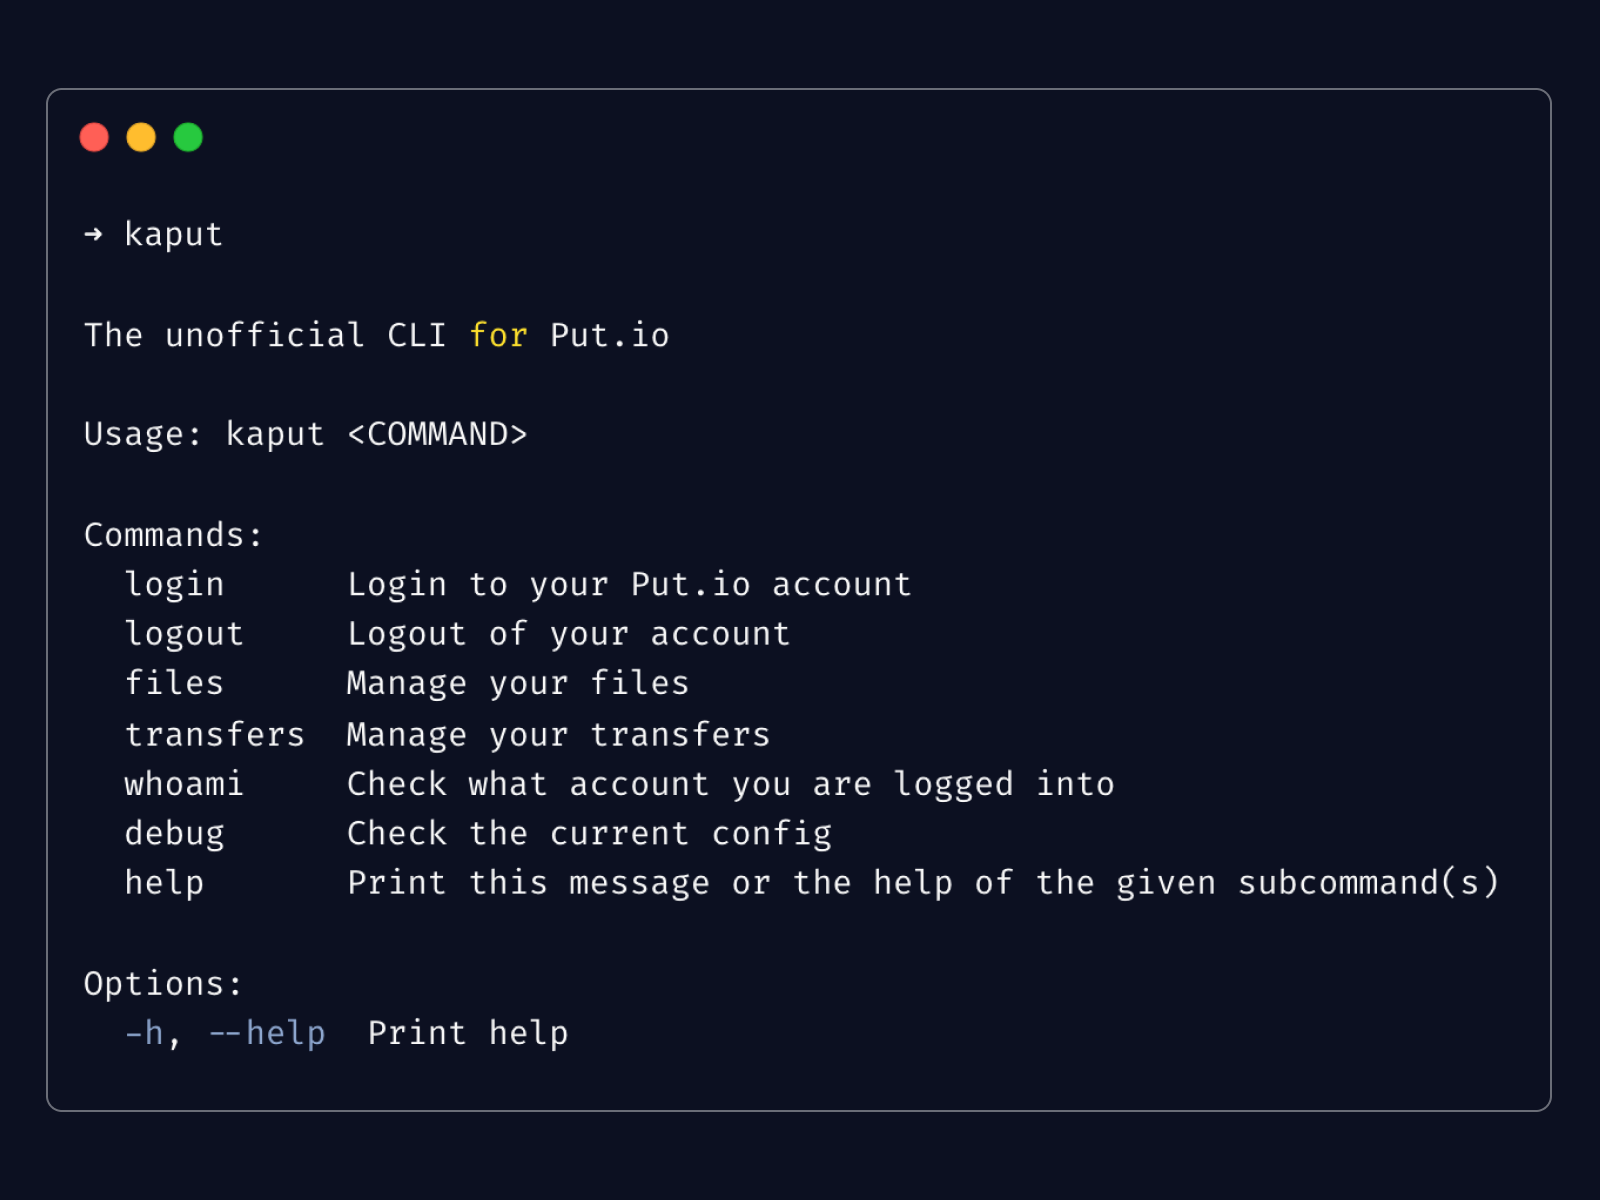 → kaput
The unofficial CLI for Put.io
Usage: kaput <COMMAND>
Commands:
login Login to your Put.io account
logout Logout of your account
files Manage your files
transfers Manage your transfers
whoami Check what account you are logged into
debug Check the current config
help Print this message or the help of the given subcommand(s)
Options:
-h, --help Print help